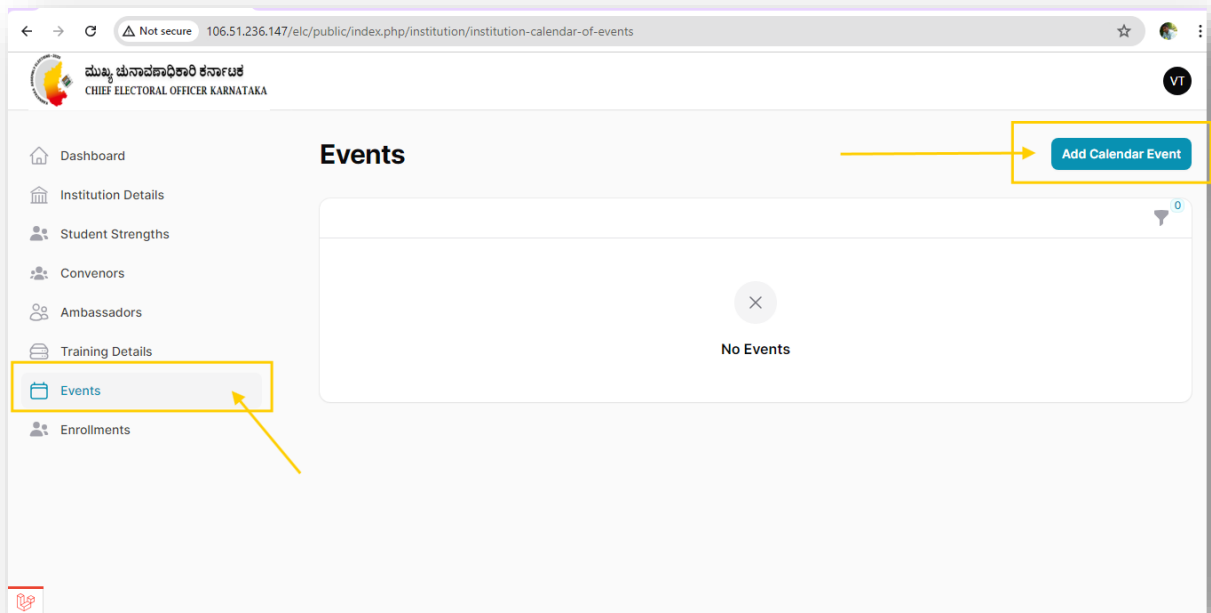 Not secure
106.51.236.147/elc/public/index.php/institution/institution-calendar-of-events
ಮುಖ್ಯ ಚುನಾವಣಾಧಿಕಾರಿ ಕರ್ನಾಟಕ
CHIEF ELECTORAL OFFICER KARNATAKA
VT
Dashboard
Institution Details
Student Strengths
Convenors
Ambassadors
Training Details
Events
Enrollments
Events
Add Calendar Event
0
No Events